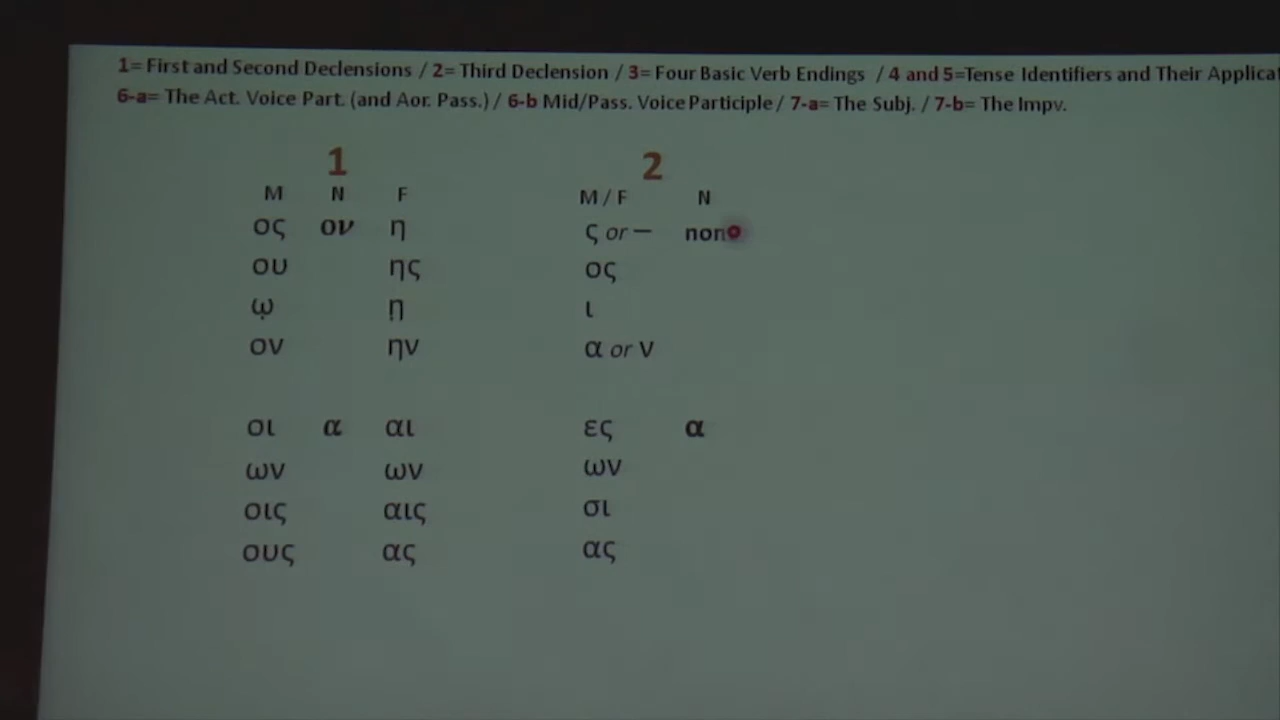 1= First and Second Declensions / 2= Third Declension / 3= Four Basic Verb Endings / 4 and 5=Tense Identifiers and Their
6-a= The Act. Voice Part. (and Aor. Pass.) / 6-b Mid/Pass. Voice Participle / 7-a= The Subj. / 7-b= The Impv.
1 2
M N F M / F N
ος ον η ς or –
ου ης ος
ῳ ῃ ι
ον ην α or ν
οι α αι ες α
ων ων ων
οις αις σι
ους ας ας